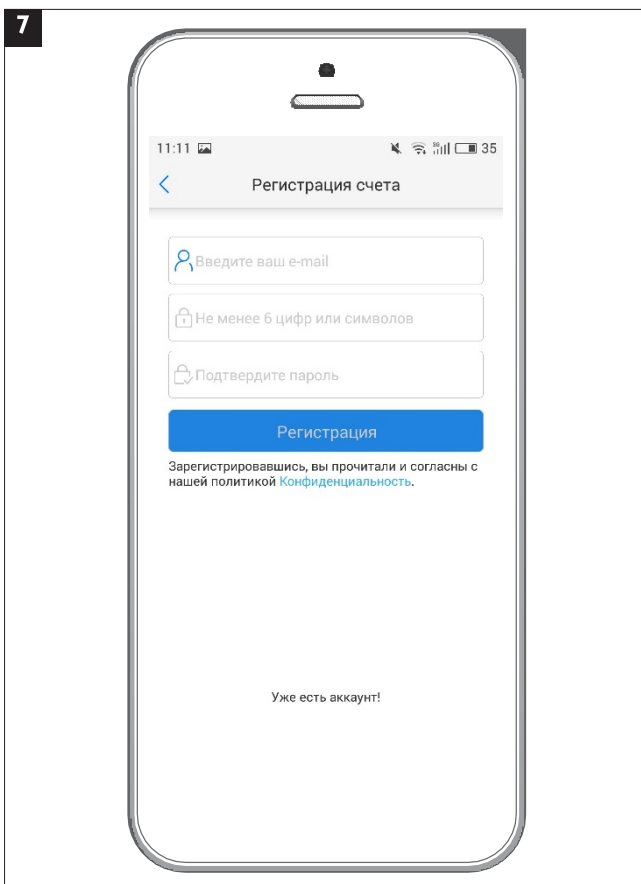 7
11:11 5G 35
Регистрация счета
Введите ваш e-mail
Не менее 6 цифр или символов
Подтвердите пароль
Регистрация
Зарегистрировавшись, вы прочитали и согласны с
нашей политикой Конфиденциальность.
Уже есть аккаунт!